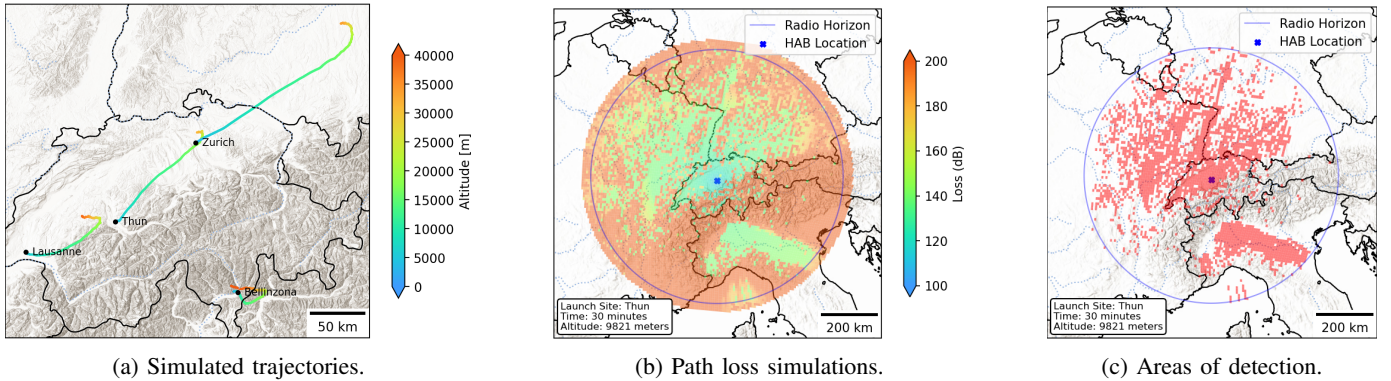 Zurich
Thun
Lausanne
Bellinzona
50 km
40000
35000
30000
25000
20000
15000
10000
5000
0
Altitude [m]
(a) Simulated trajectories.
Radio Horizon
HAB Location
Launch Site: Thun
Time: 30 minutes
Altitude: 9821 meters
200 km
200
180
160
140
120
100
Loss (dB)
(b) Path loss simulations.
Radio Horizon
HAB Location
Launch Site: Thun
Time: 30 minutes
Altitude: 9821 meters
200 km
(c) Areas of detection.